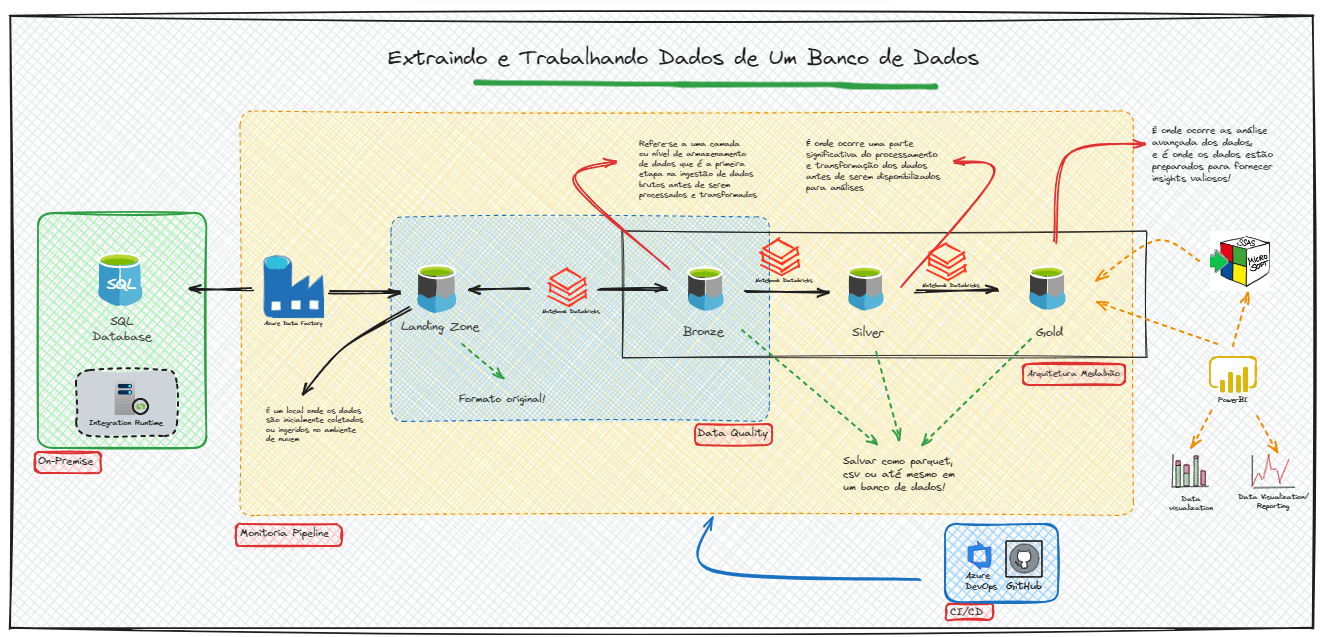 Extraindo e Trabalhando Dados de Um Banco de Dados
Refere-se a uma camada
ou nível de armazenamento
de dados que é a primeira
etapa na ingestão de dados
brutos antes de serem
processados e transformados
É onde ocorre uma parte
significativa do processamento
e transformação dos dados
antes de serem disponibilizados
para análises
É onde ocorre as análise
avançada dos dados,
e é onde os dados estão
preparados para fornecer
insights valiosos!
SQL
SQL
Database
Integration Runtime
On-Premise
Azure Data Factory
Landing Zone
Notebook Databricks
Bronze
Notebook Databricks
Silver
Notebook Databricks
Gold
SSAS
MICRO
SOFT
Arquitetura Medalhão
PowerBI
Formato original!
É um local onde os dados
são inicialmente coletados
ou ingeridos no ambiente
de nuvem
Data Quality
Salvar como parquet,
csv ou até mesmo em
um banco de dados!
Data
visualization
Data Visualization/
Reporting
Monitoria Pipeline
Azure
DevOps
GitHub
CI/CD